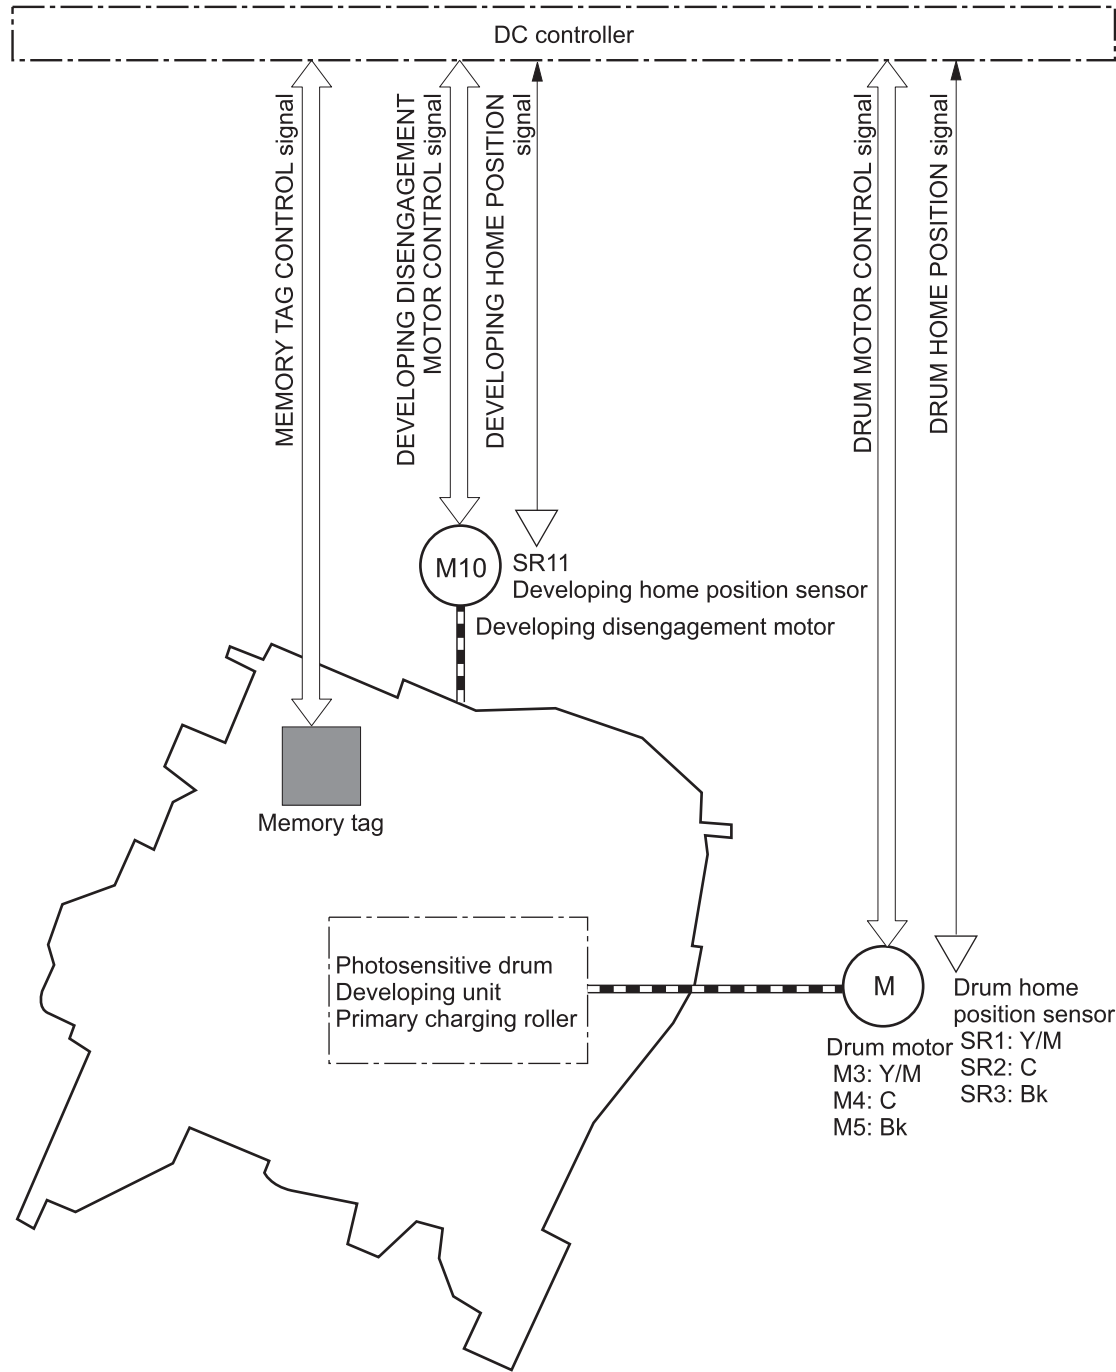 DC controller
MEMORY TAG CONTROL signal
DEVELOPING DISENGAGEMENT
MOTOR CONTROL signal
DEVELOPING HOME POSITION
signal
DRUM MOTOR CONTROL signal
DRUM HOME POSITION signal
M10
SR11
Developing home position sensor
Developing disengagement motor
Memory tag
Photosensitive drum
Developing unit
Primary charging roller
M
Drum motor
M3: Y/M
M4: C
M5: Bk
Drum home
position sensor
SR1: Y/M
SR2: C
SR3: Bk